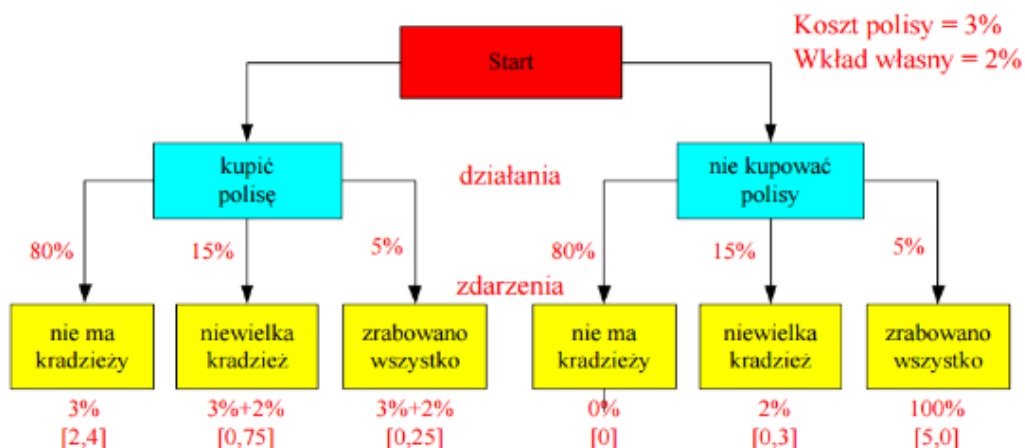 Koszt polisy = 3%
Wkład własny = 2%
Start
kupić
polisę
działania
nie kupować
polisy
80%
15%
5%
80%
15%
5%
zdarzenia
nie ma
kradzieży
niewielka
kradzież
zrabowano
wszystko
nie ma
kradzieży
niewielka
kradzież
zrabowano
wszystko
3%
3%+2%
3%+2%
0%
2%
100%
[2,4]
[0,75]
[0,25]
[0]
[0,3]
[5,0]